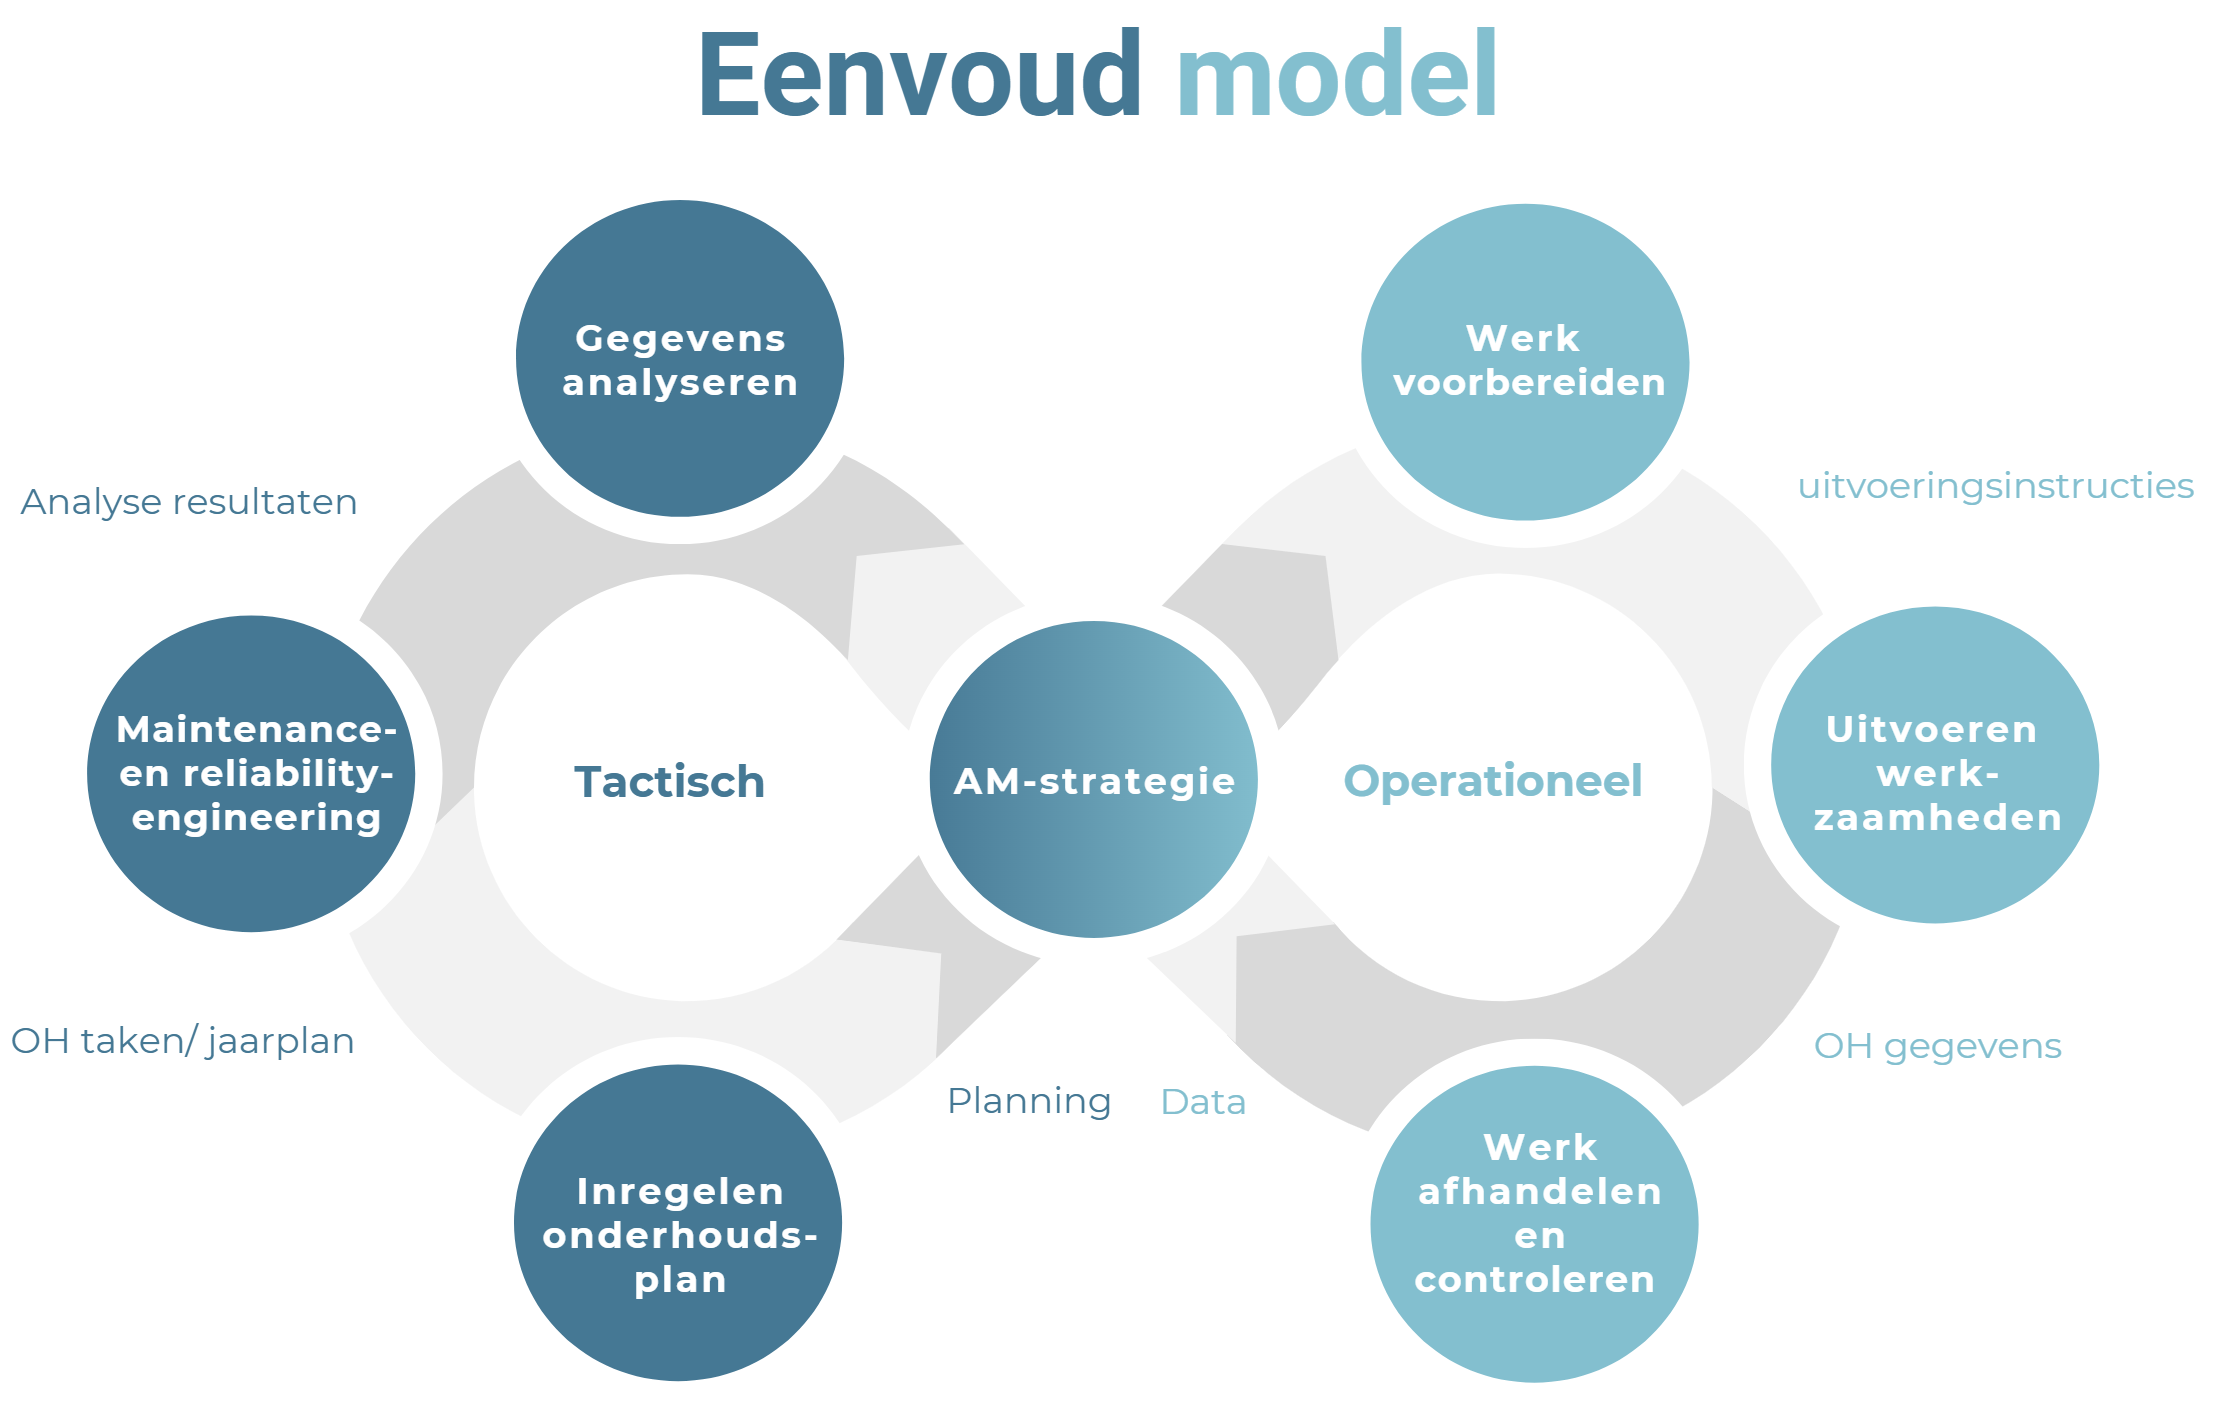 Eenvoud model
Gegevens
analyseren
Werk
voorbereiden
Analyse resultaten
uitvoeringsinstructies
Maintenance-
en reliability-
engineering
Tactisch
AM-strategie
Operationeel
Uitvoeren
werk-
zaamheden
OH taken/ jaarplan
OH gegevens
Planning
Data
Inregelen
onderhouds-
plan
Werk
afhandelen
en
controleren